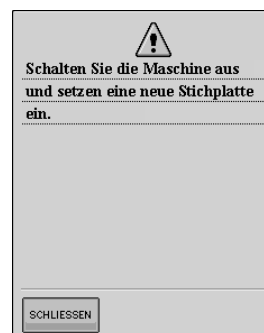 Schalten Sie die Maschine aus
und setzen eine neue Stichplatte
ein.
SCHLIESSEN